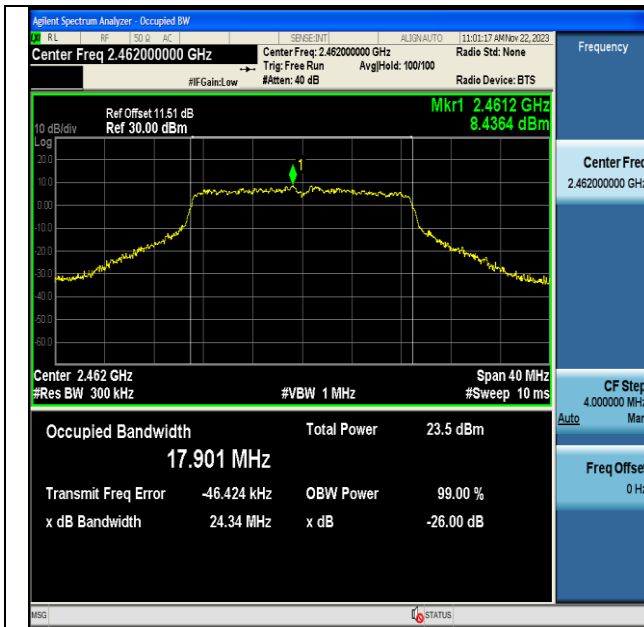 Agilent Spectrum Analyzer - Occupied BW
RL RF 50 Ω AC SENSE:INT ALIGN AUTO 11:01:17 AM Nov 22, 2023
Center Freq 2.462000000 GHz Center Freq: 2.462000000 GHz Radio Std: None Frequency
Trig: Free Run Avg|Hold: 100/100
#IFGain:Low #Atten: 40 dB Radio Device: BTS
Mkr1 2.4612 GHz
8.4364 dBm
Ref Offset 11.51 dB
10 dB/div Ref 30.00 dBm
Log
20.0
10.0
0.00
-10.0
-20.0
-30.0
-40.0
-50.0
-60.0
1
Center Freq
2.462000000 GHz
Center 2.462 GHz Span 40 MHz
#Res BW 300 kHz #VBW 1 MHz #Sweep 10 ms
CF Step
4.000000 MHz
Auto Man
Occupied Bandwidth Total Power 23.5 dBm
17.901 MHz
Transmit Freq Error -46.424 kHz OBW Power 99.00 %
x dB Bandwidth 24.34 MHz x dB -26.00 dB
Freq Offset
0 Hz
MSG STATUS